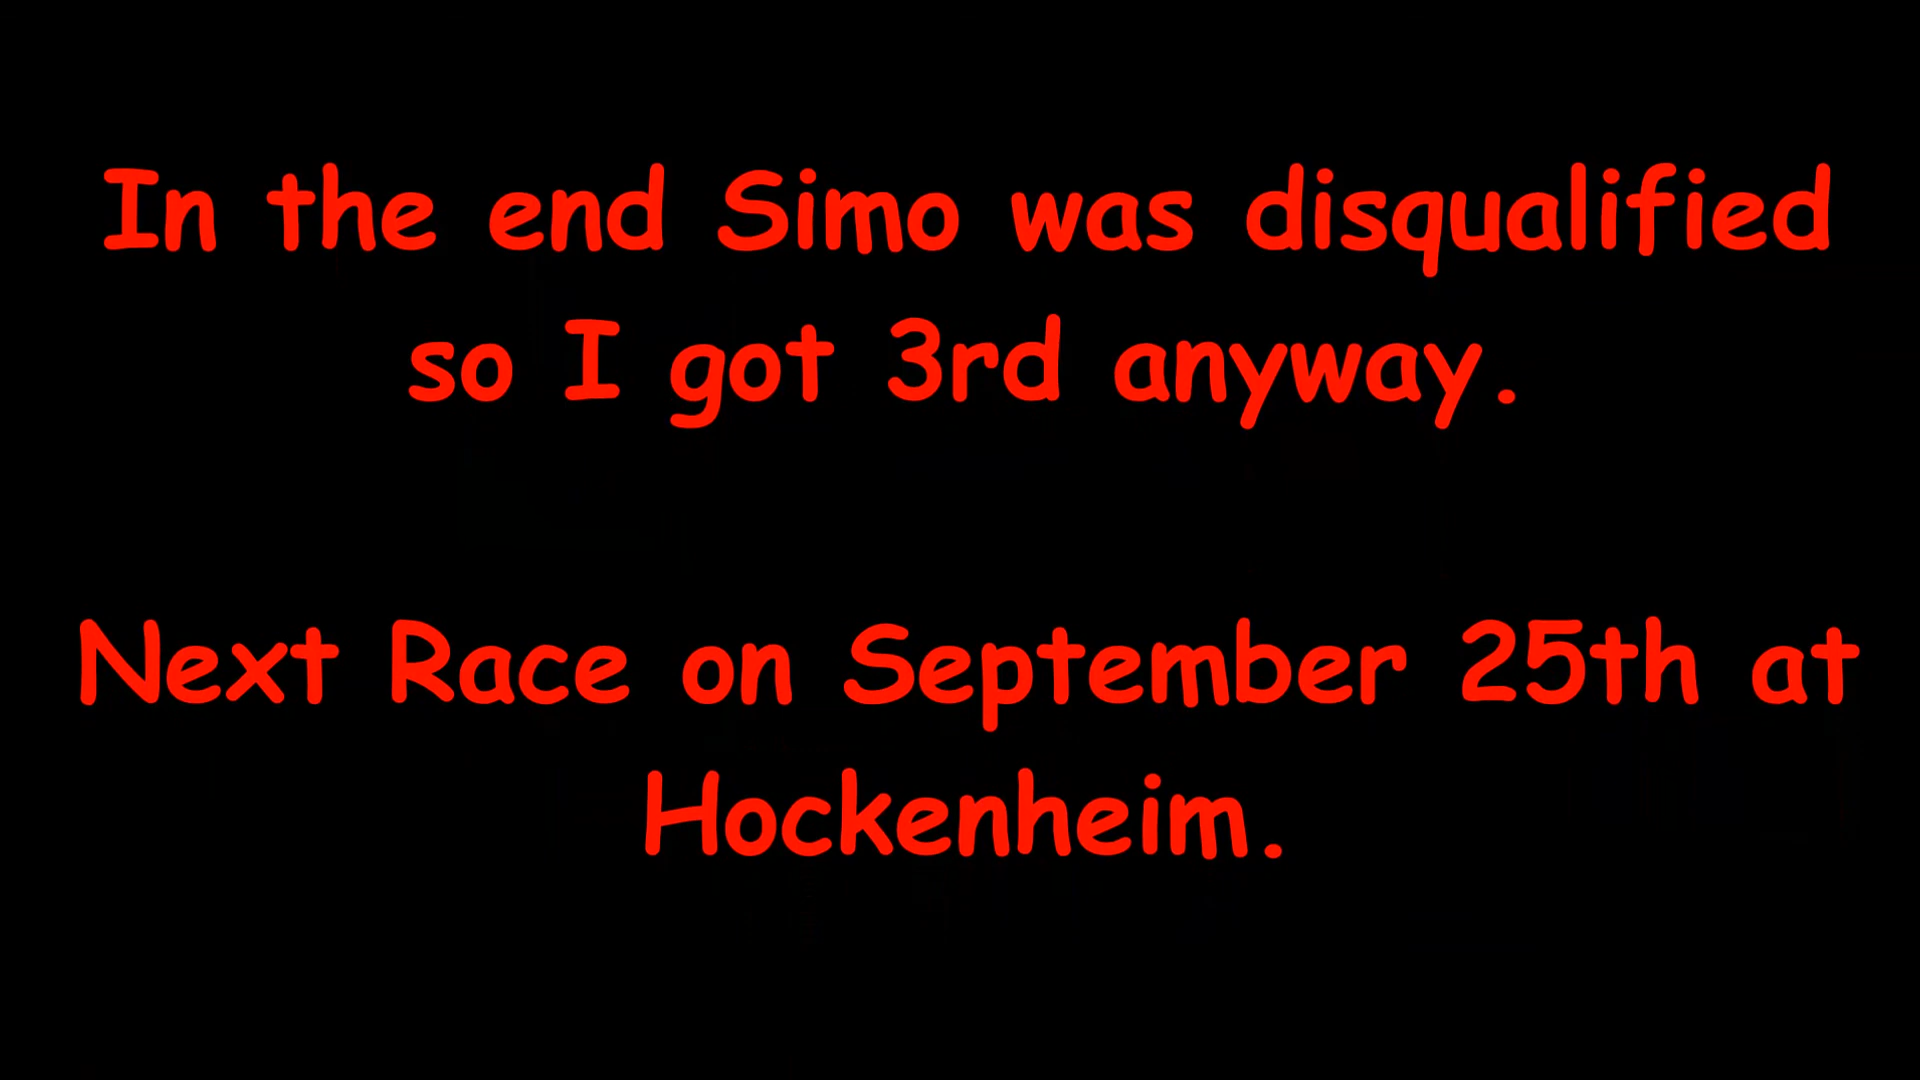 In the end Simo was disqualified
so I got 3rd anyway.
Next Race on September 25th at
Hockenheim.